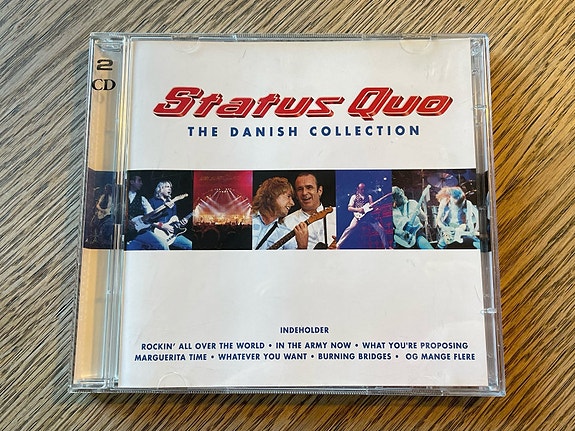 2
CD
Status Quo
THE DANISH COLLECTION
INDEHOLDER
ROCKIN' ALL OVER THE WORLD • IN THE ARMY NOW • WHAT YOU'RE PROPOSING
MARGUERITA TIME • WHATEVER YOU WANT • BURNING BRIDGES • OG MANGE FLERE